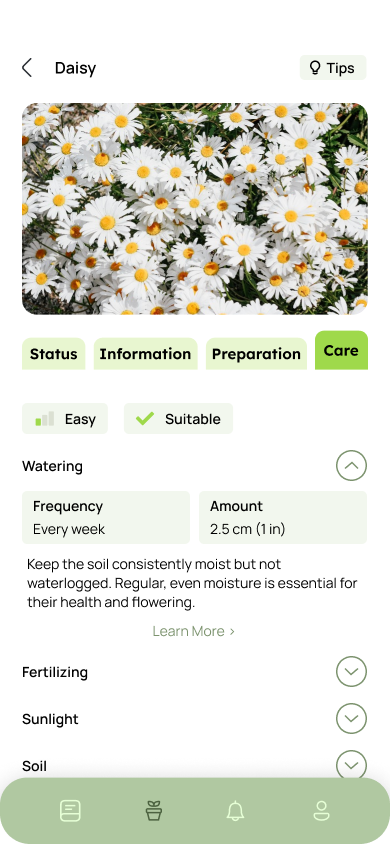 Daisy
Tips
Status
Information
Preparation
Care
Easy
Suitable
Watering
Frequency
Every week
Amount
2.5 cm (1 in)
Keep the soil consistently moist but not
waterlogged. Regular, even moisture is essential for
their health and flowering.
Learn More >
Fertilizing
Sunlight
Soil